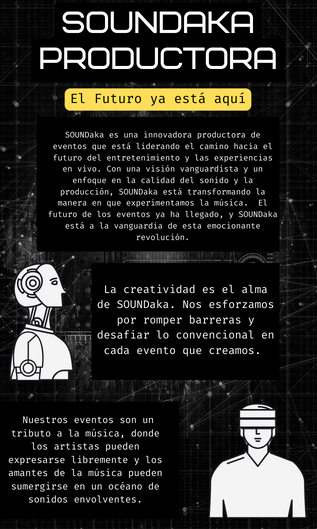 SOUNDAKA
PRODUCTORA
El Futuro ya está aquí
SOUNDaka es una innovadora productora de
eventos que está liderando el camino hacia el
futuro del entretenimiento y las experiencias
en vivo. Con una visión vanguardista y un
enfoque en la calidad del sonido y la
producción, SOUNDaka está transformando la
manera en que experimentamos la música. El
futuro de los eventos ya ha llegado, y SOUNDaka
está a la vanguardia de esta emocionante
revolución.
La creatividad es el alma
de SOUNDaka. Nos esforzamos
por romper barreras y
desafiar lo convencional en
cada evento que creamos.
Nuestros eventos son un
tributo a la música, donde
los artistas pueden
expresarse libremente y los
amantes de la música pueden
sumergirse en un océano de
sonidos envolventes.